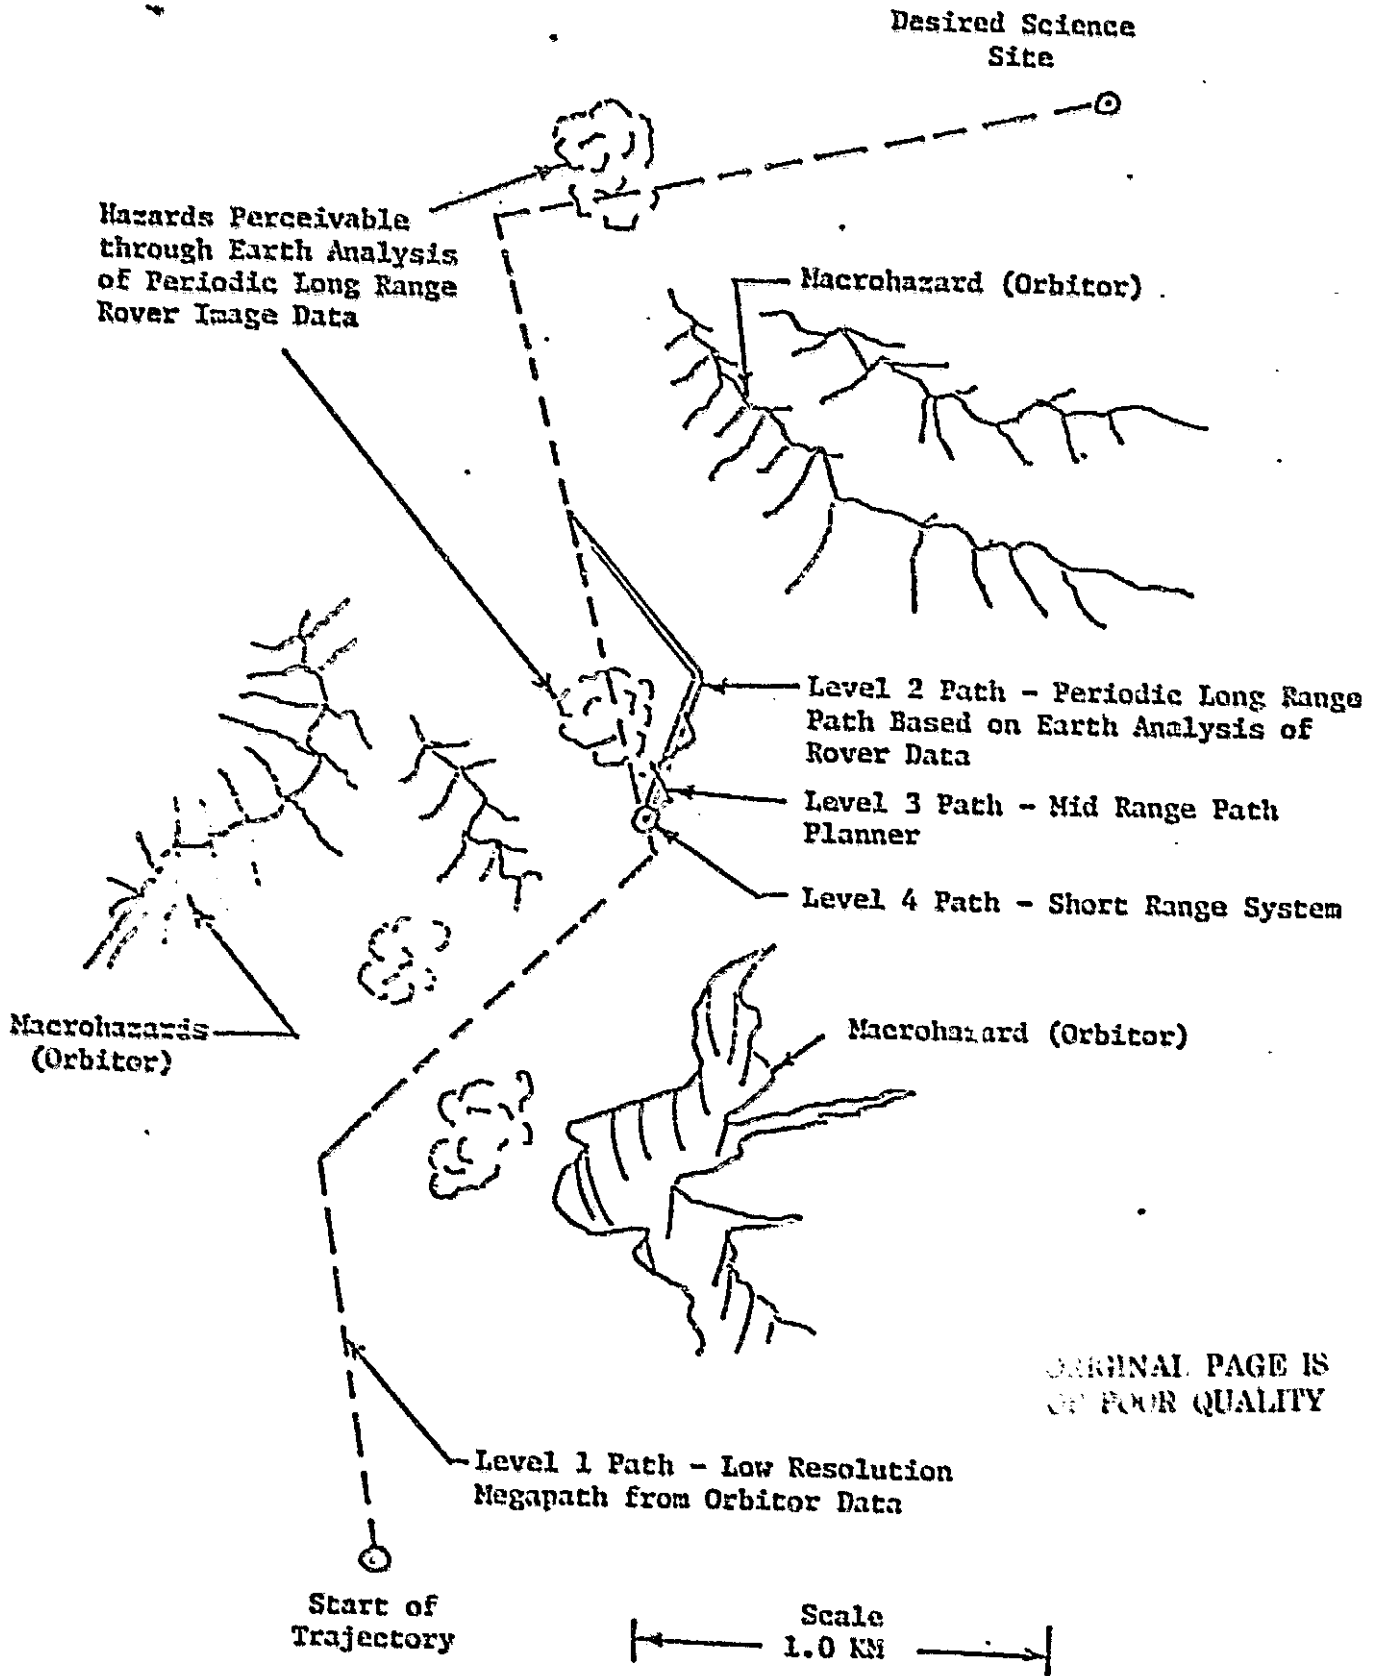 Desired Science
Site
Hazards Perceivable
through Earth Analysis
of Periodic Long Range
Rover Image Data
Macrohazard (Orbitor)
Level 2 Path - Periodic Long Range
Path Based on Earth Analysis of
Rover Data
Level 3 Path - Mid Range Path
Planner
Level 4 Path - Short Range System
Macrohazards
(Orbitor)
Macrohazard (Orbitor)
ORIGINAL PAGE IS
OF POOR QUALITY
Level 1 Path - Low Resolution
Megapath from Orbitor Data
Start of
Trajectory
Scale
1.0 KM